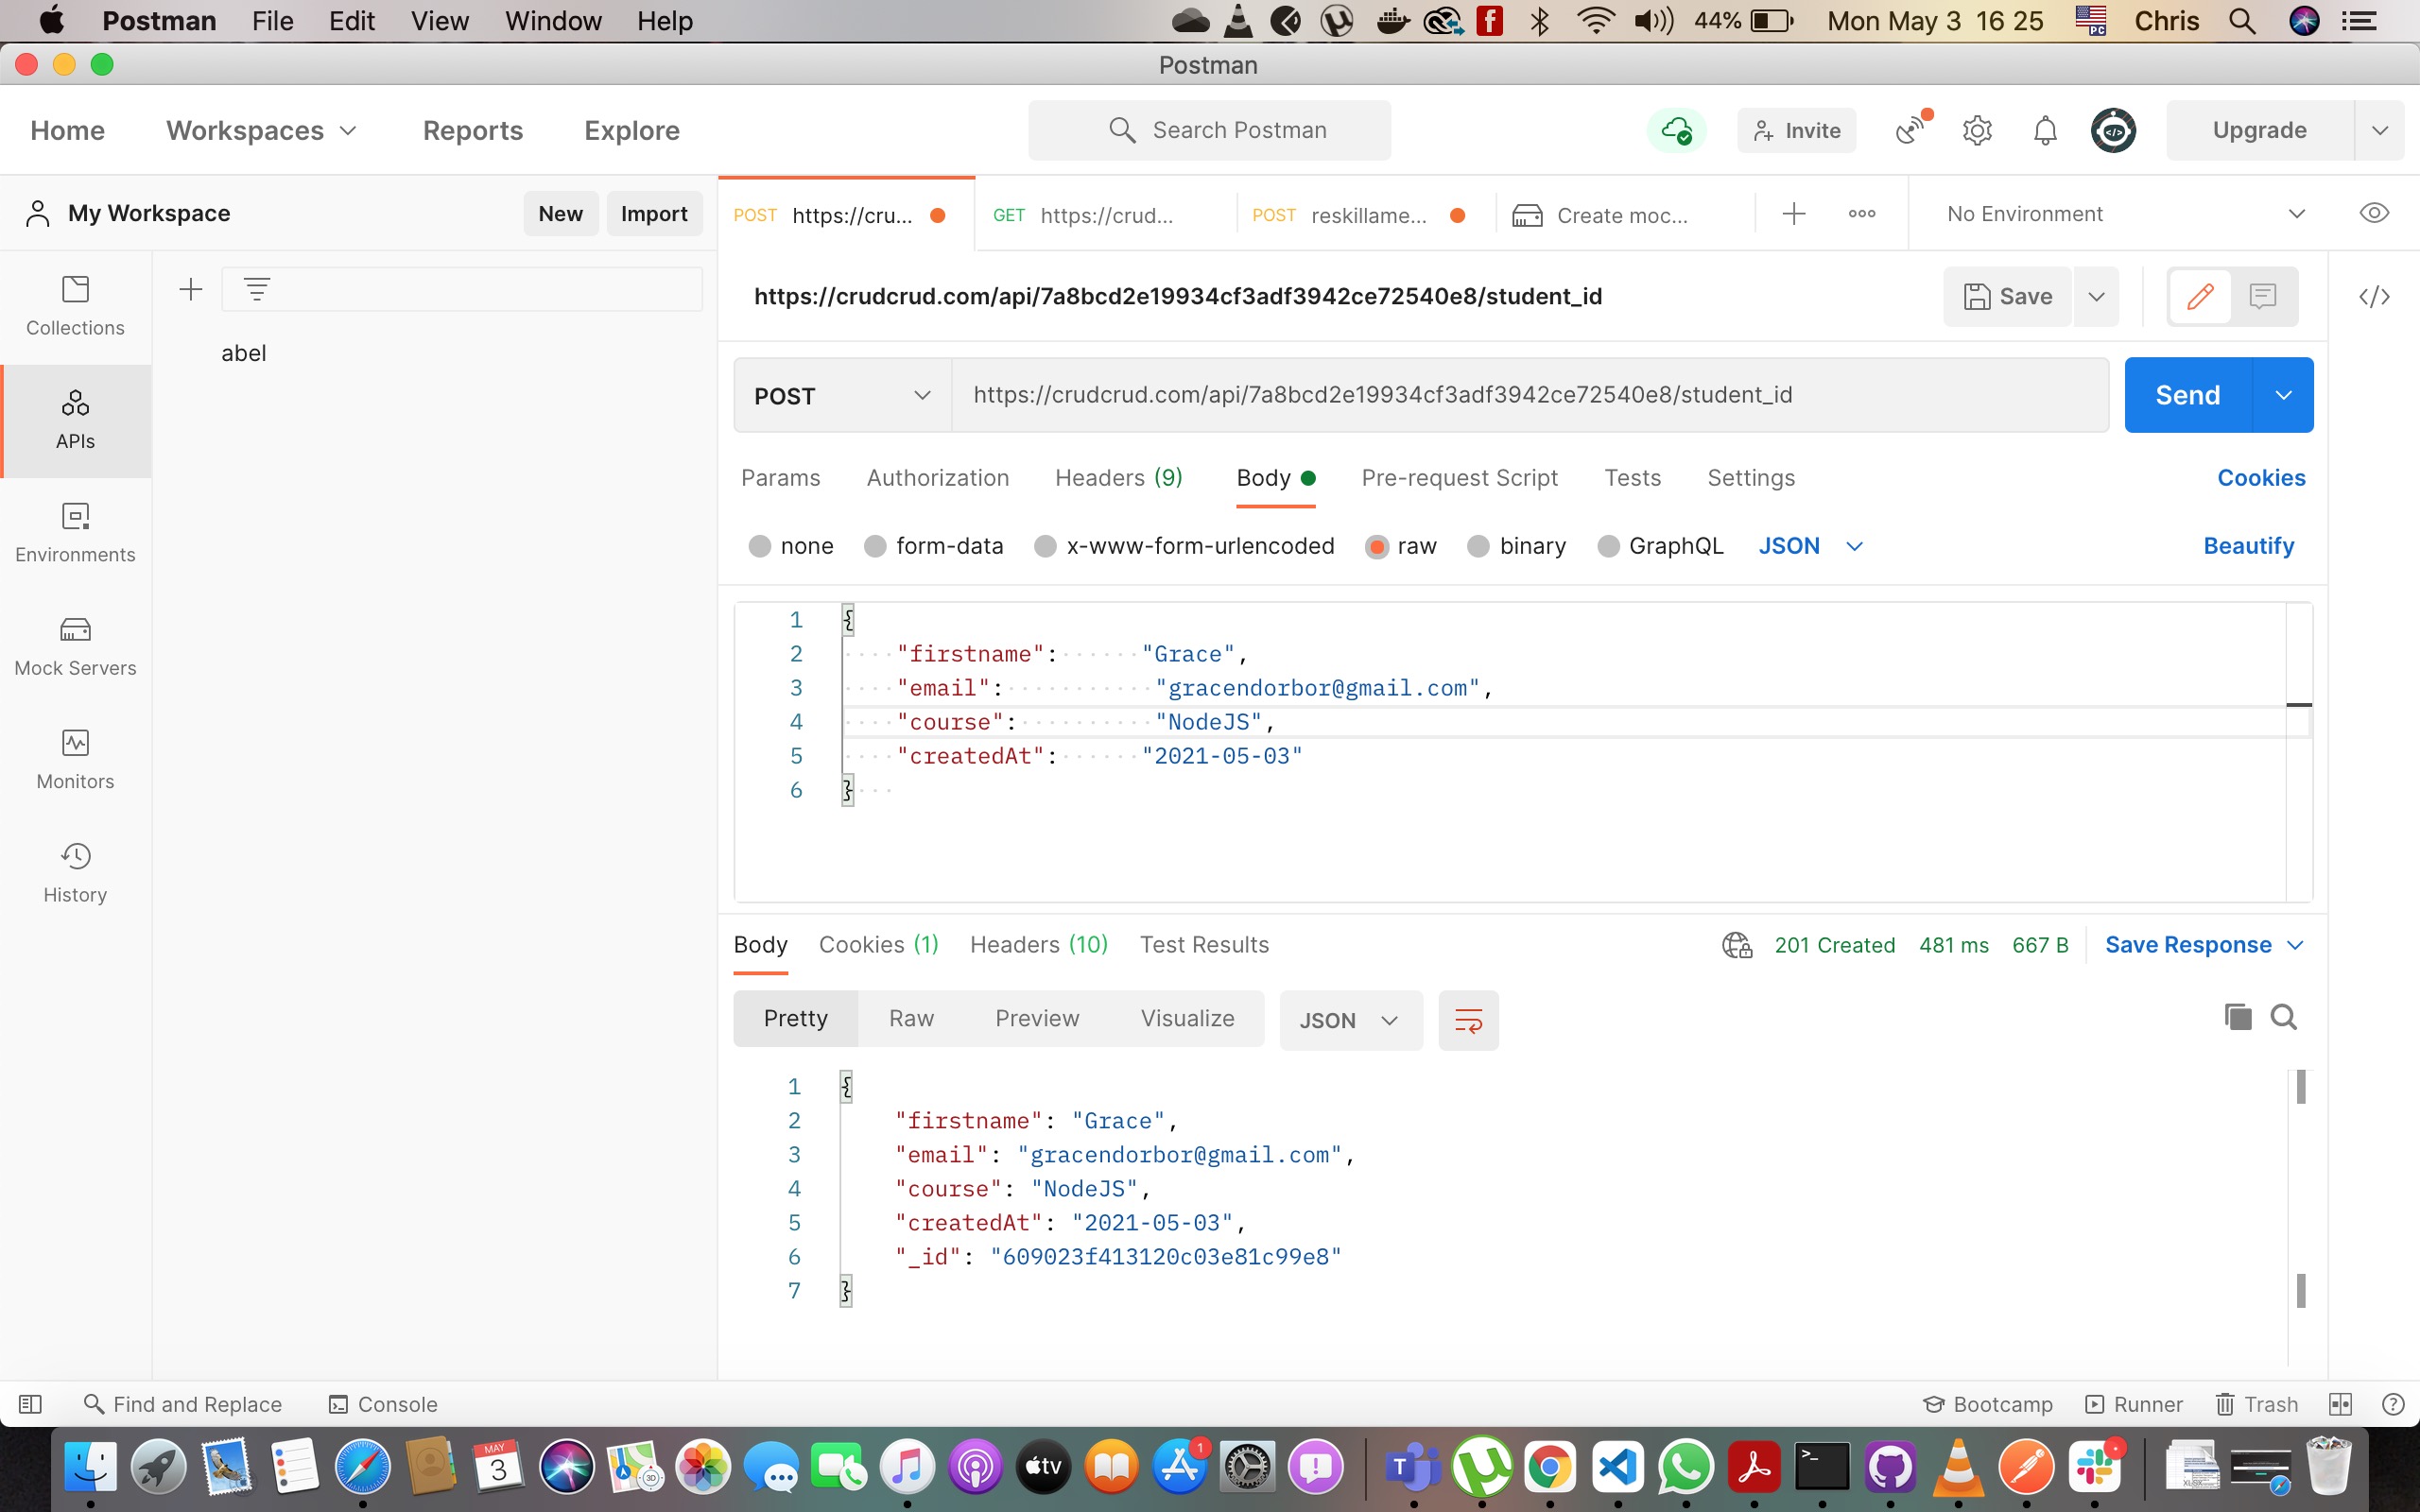 Postman File Edit View Window Help 44% Mon May 3 16 25 PC Chris
Postman
Home Workspaces Reports Explore Search Postman Invite Upgrade
My Workspace New Import POST https://cru... GET https://crud... POST reskillame... Create moc... No Environment
https://crudcrud.com/api/7a8bcd2e19934cf3adf3942ce72540e8/student_id Save
Collections
abel
APIs
Environments
Mock Servers
Monitors
History
POST https://crudcrud.com/api/7a8bcd2e19934cf3adf3942ce72540e8/student_id Send
Params Authorization Headers (9) Body Pre-request Script Tests Settings Cookies
none form-data x-www-form-urlencoded raw binary GraphQL JSON Beautify
1 {
2 "firstname": "Grace",
3 "email": "gracendorbor@gmail.com",
4 "course": "NodeJS",
5 "createdAt": "2021-05-03"
6 }
Body Cookies (1) Headers (10) Test Results 201 Created 481 ms 667 B Save Response
Pretty Raw Preview Visualize JSON
1 {
2 "firstname": "Grace",
3 "email": "gracendorbor@gmail.com",
4 "course": "NodeJS",
5 "createdAt": "2021-05-03",
6 "_id": "609023f413120c03e81c99e8"
7 }
Find and Replace Console Bootcamp Runner Trash
MAY 3 3D tv 1 T >_ XLSX